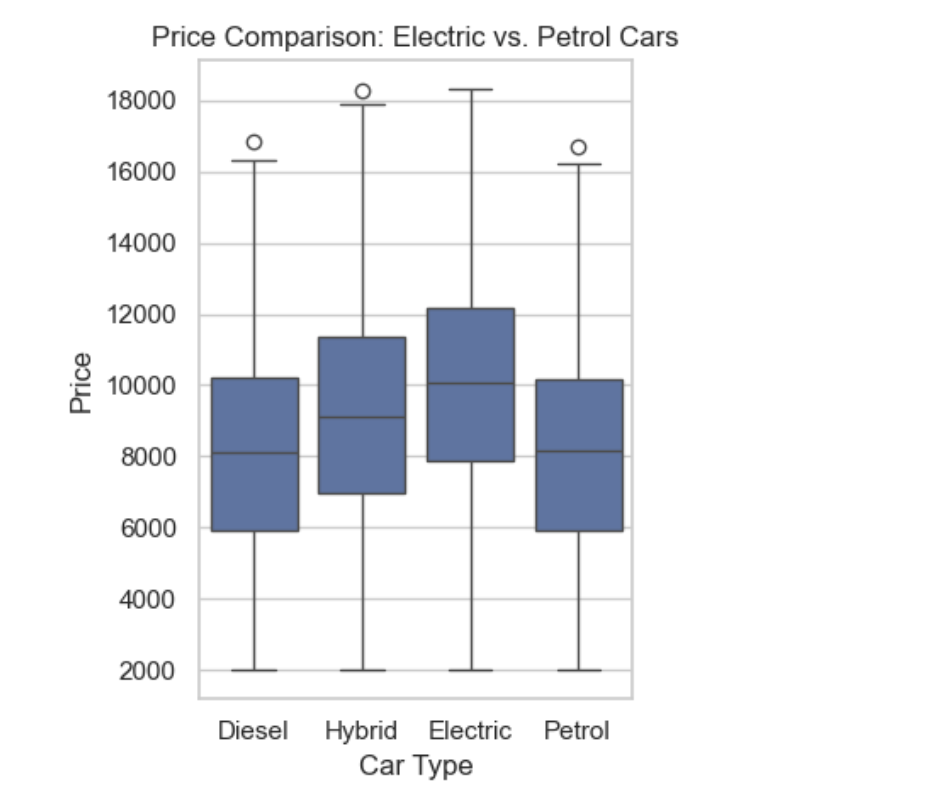 Price Comparison: Electric vs. Petrol Cars
18000
16000
14000
12000
10000
8000
6000
4000
2000
Price
Diesel Hybrid Electric Petrol
Car Type